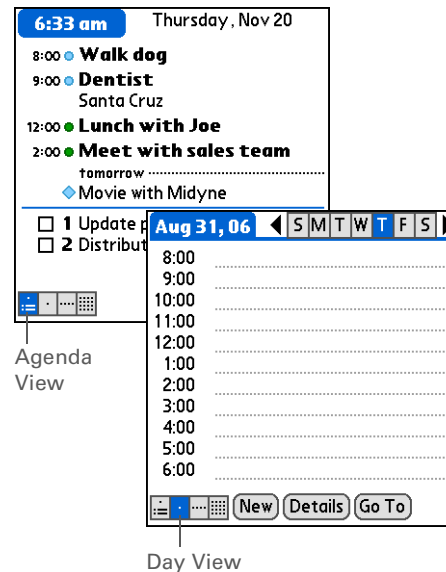 6:33 am Thursday, Nov 20
8:00 Walk dog
9:00 Dentist
Santa Cruz
12:00 Lunch with Joe
2:00 Meet with sales team
tomorrow
Movie with Midyne
1 Update p
2 Distribut
Agenda
View
Aug 31, 06 S M T W T F S
8:00
9:00
10:00
11:00
12:00
1:00
2:00
3:00
4:00
5:00
6:00
New Details Go To
Day View